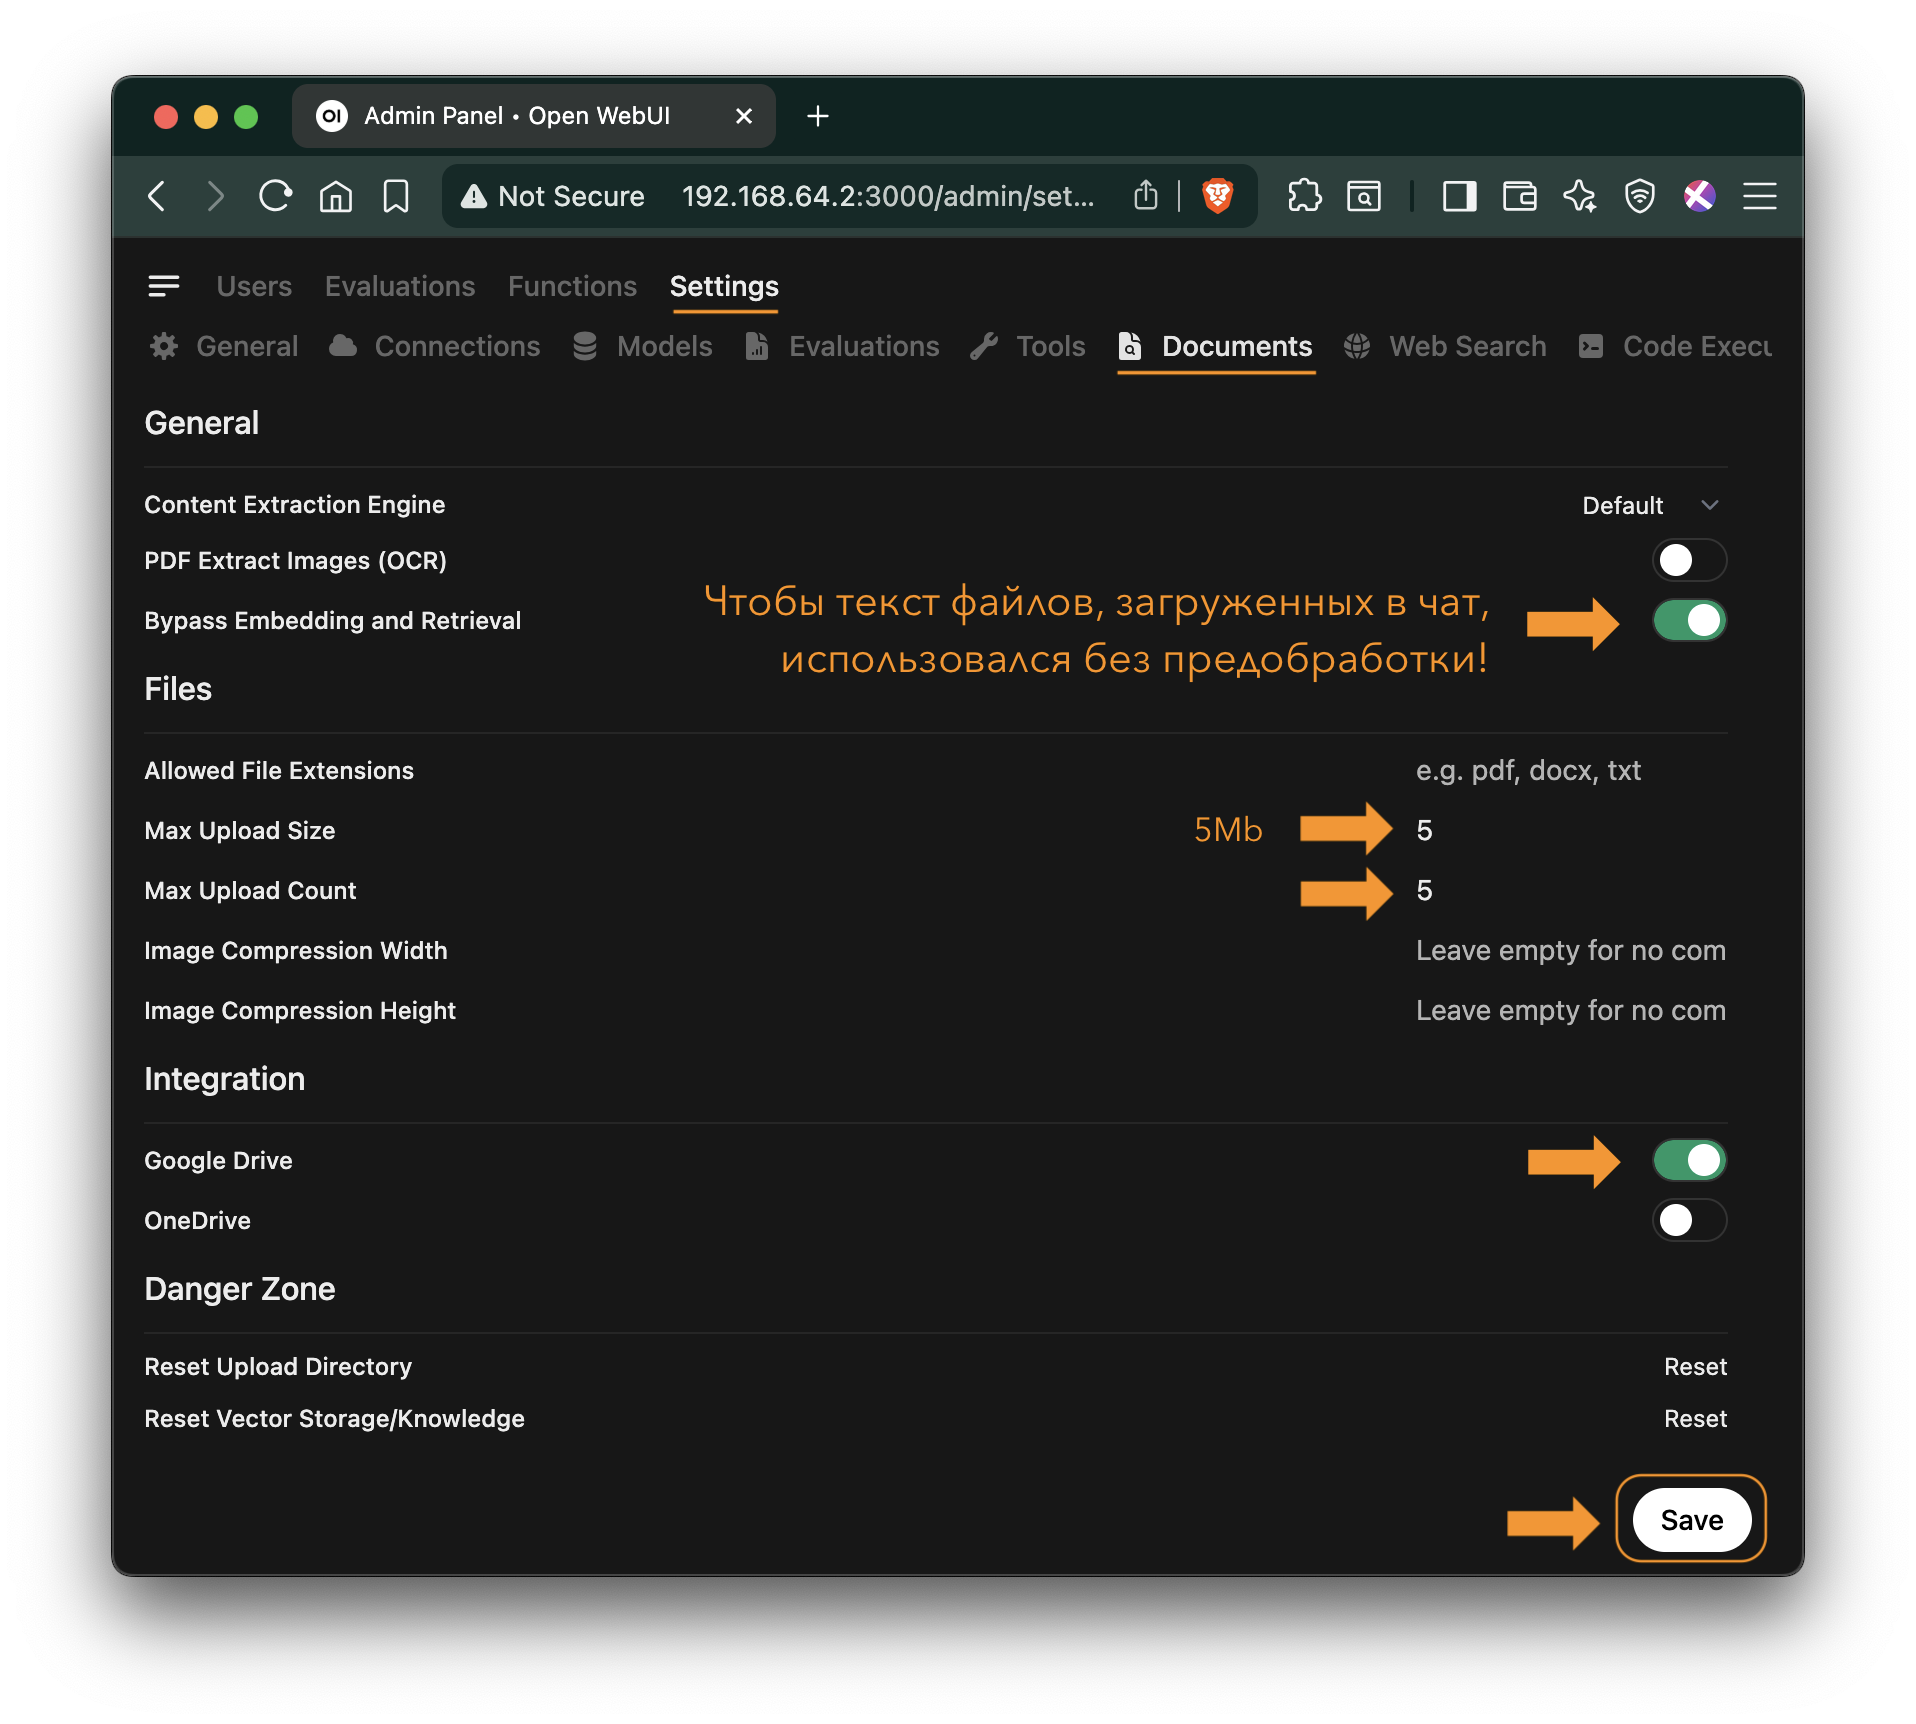 Admin Panel • Open WebUI
Not Secure 192.168.64.2:3000/admin/set...
Users Evaluations Functions Settings
General Connections Models Evaluations Tools Documents Web Search Code Execu
General
Content Extraction Engine Default
PDF Extract Images (OCR)
Чтобы текст файлов, загруженных в чат,
Bypass Embedding and Retrieval
использовался без предобработки!
Files
Allowed File Extensions e.g. pdf, docx, txt
Max Upload Size 5Mb 5
Max Upload Count 5
Image Compression Width Leave empty for no com
Image Compression Height Leave empty for no com
Integration
Google Drive
OneDrive
Danger Zone
Reset Upload Directory Reset
Reset Vector Storage/Knowledge Reset
Save